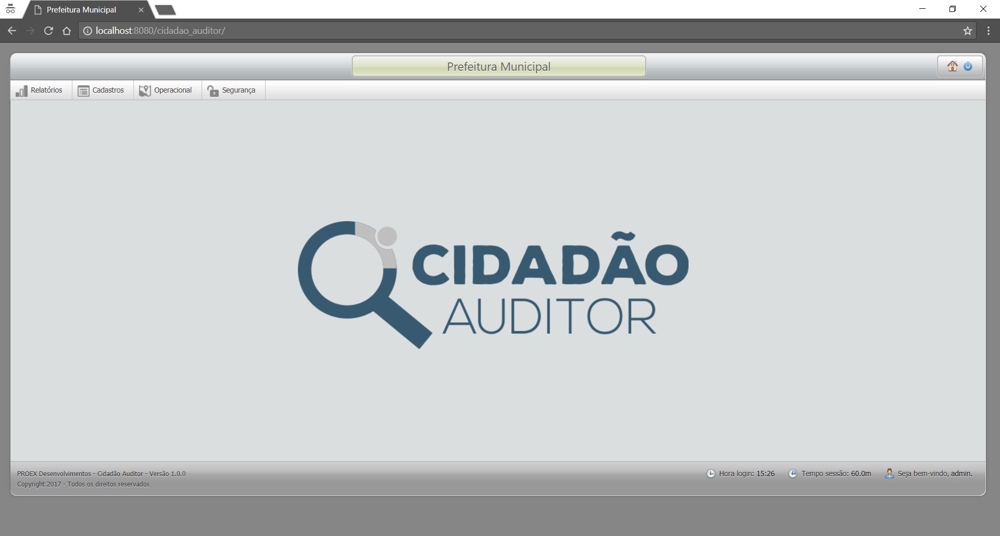 Prefeitura Municipal
localhost:8080/cidadao_auditor/
Prefeitura Municipal
Relatórios Cadastros Operacional Segurança
CIDADÃO
AUDITOR
PROEX Desenvolvimentos - Cidadão Auditor - Versão 1.0.0
Hora login: 15:26 Tempo sessão: 60.0m Seja bem-vindo, admin.
Copyright 2017 - Todos os direitos reservados